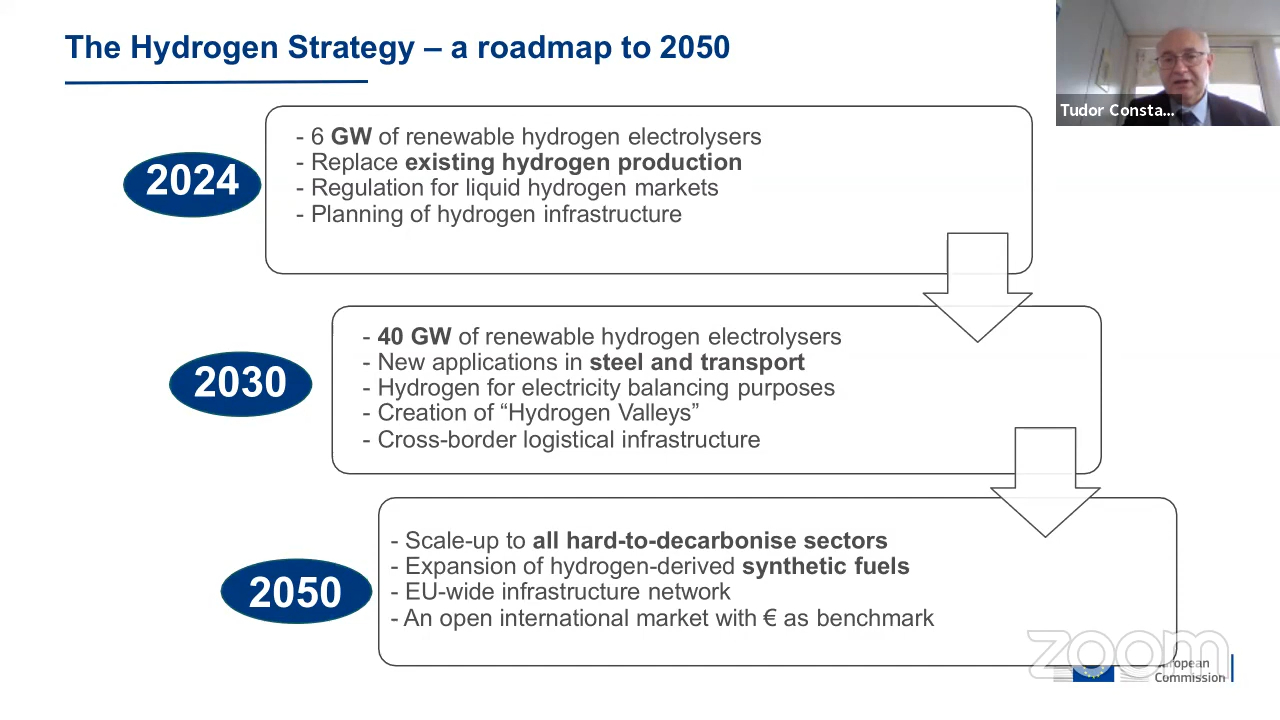 The Hydrogen Strategy – a roadmap to 2050
Tudor Consta...
2024
- 6 GW of renewable hydrogen electrolysers
- Replace existing hydrogen production
- Regulation for liquid hydrogen markets
- Planning of hydrogen infrastructure
2030
- 40 GW of renewable hydrogen electrolysers
- New applications in steel and transport
- Hydrogen for electricity balancing purposes
- Creation of “Hydrogen Valleys”
- Cross-border logistical infrastructure
2050
- Scale-up to all hard-to-decarbonise sectors
- Expansion of hydrogen-derived synthetic fuels
- EU-wide infrastructure network
- An open international market with € as benchmark
zoom
European
Commission